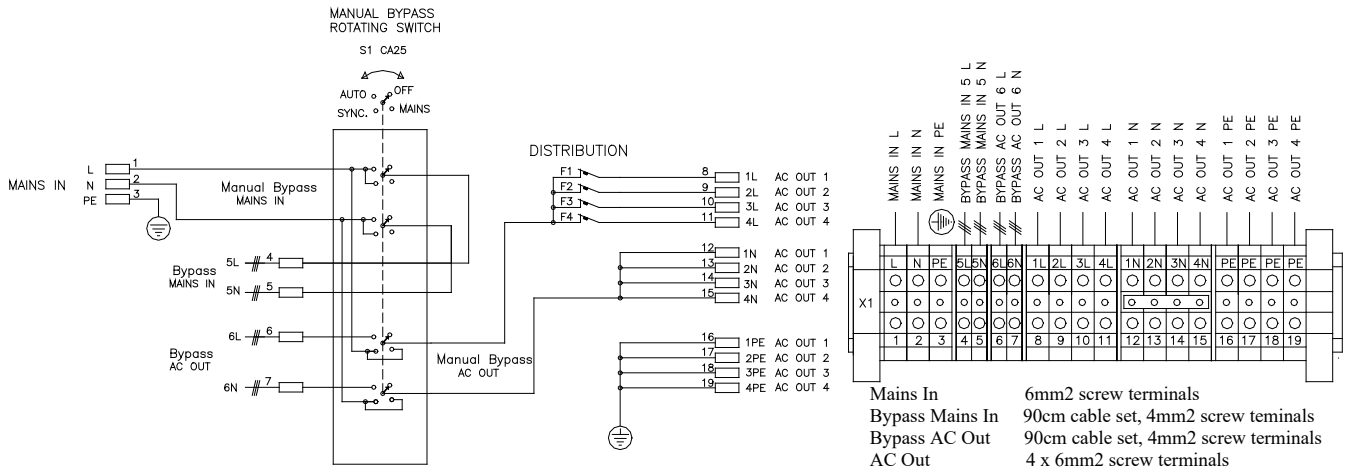 MANUAL BYPASS
ROTATING SWITCH
S1 CA25
AUTO OFF
SYNC. MAINS
MAINS IN
L 1
N 2
PE 3
Manual Bypass
MAINS IN
5L 4
Bypass
MAINS IN
5N 5
6L 6
Bypass
AC OUT
6N 7
Manual Bypass
AC OUT
DISTRIBUTION
F1 8 1L AC OUT 1
F2 9 2L AC OUT 2
F3 10 3L AC OUT 3
F4 11 4L AC OUT 4
12 1N AC OUT 1
13 2N AC OUT 2
14 3N AC OUT 3
15 4N AC OUT 4
16 1PE AC OUT 1
17 2PE AC OUT 2
18 3PE AC OUT 3
19 4PE AC OUT 4
MAINS IN L
MAINS IN N
MAINS IN PE
BYPASS MAINS IN 5 L
BYPASS MAINS IN 5 N
BYPASS AC OUT 6 L
BYPASS AC OUT 6 N
AC OUT 1 L
AC OUT 2 L
AC OUT 3 L
AC OUT 4 L
AC OUT 1 N
AC OUT 2 N
AC OUT 3 N
AC OUT 4 N
AC OUT 1 PE
AC OUT 2 PE
AC OUT 3 PE
AC OUT 4 PE
L N PE 5L 5N 6L 6N 1L 2L 3L 4L 1N 2N 3N 4N PE PE PE PE
X1
1 2 3 4 5 6 7 8 9 10 11 12 13 14 15 16 17 18 19
Mains In 6mm2 screw terminals
Bypass Mains In 90cm cable set, 4mm2 screw teminals
Bypass AC Out 90cm cable set, 4mm2 screw terminals
AC Out 4 x 6mm2 screw terminals